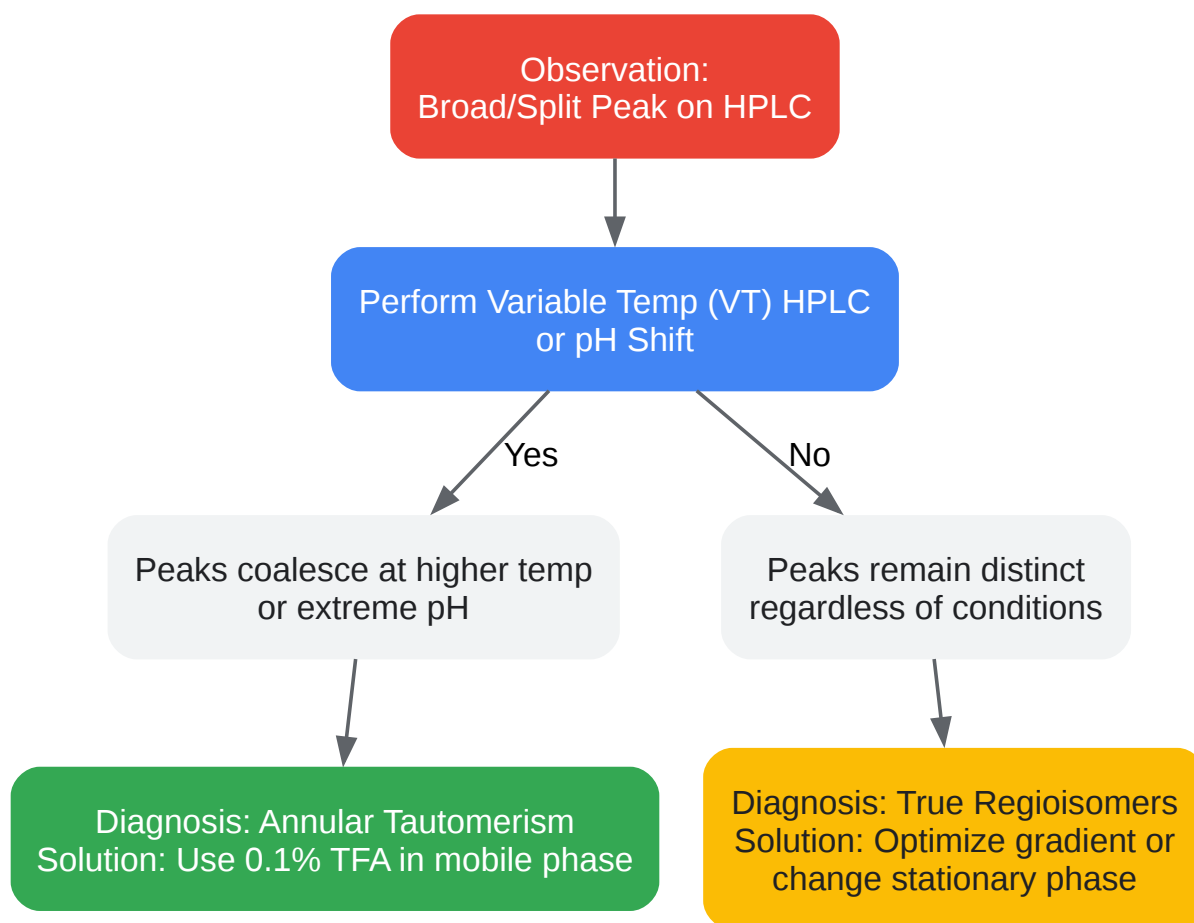 Observation:
Broad/Split Peak on HPLC
Perform Variable Temp (VT) HPLC
or pH Shift
Yes
No
Peaks coalesce at higher temp
or extreme pH
Peaks remain distinct
regardless of conditions
Diagnosis: Annular Tautomerism
Solution: Use 0.1% TFA in mobile phase
Diagnosis: True Regioisomers
Solution: Optimize gradient or
change stationary phase